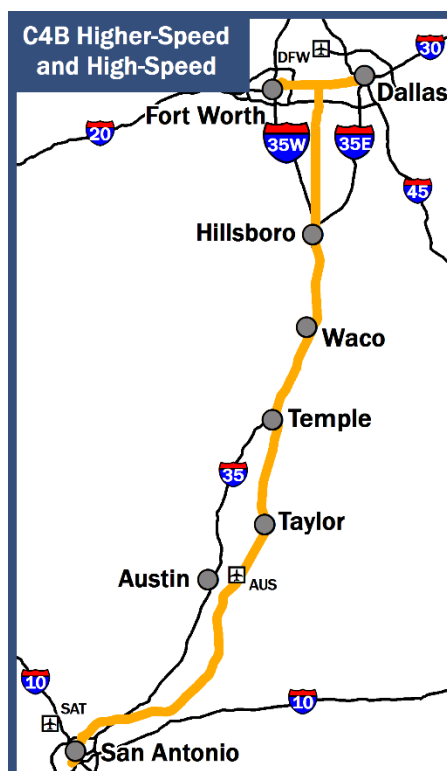 C4B Higher-Speed
and High-Speed
DFW
30
Dallas
Fort Worth
20
35W
35E
45
Hillsboro
Waco
Temple
35
Taylor
Austin
AUS
10
SAT
10
San Antonio